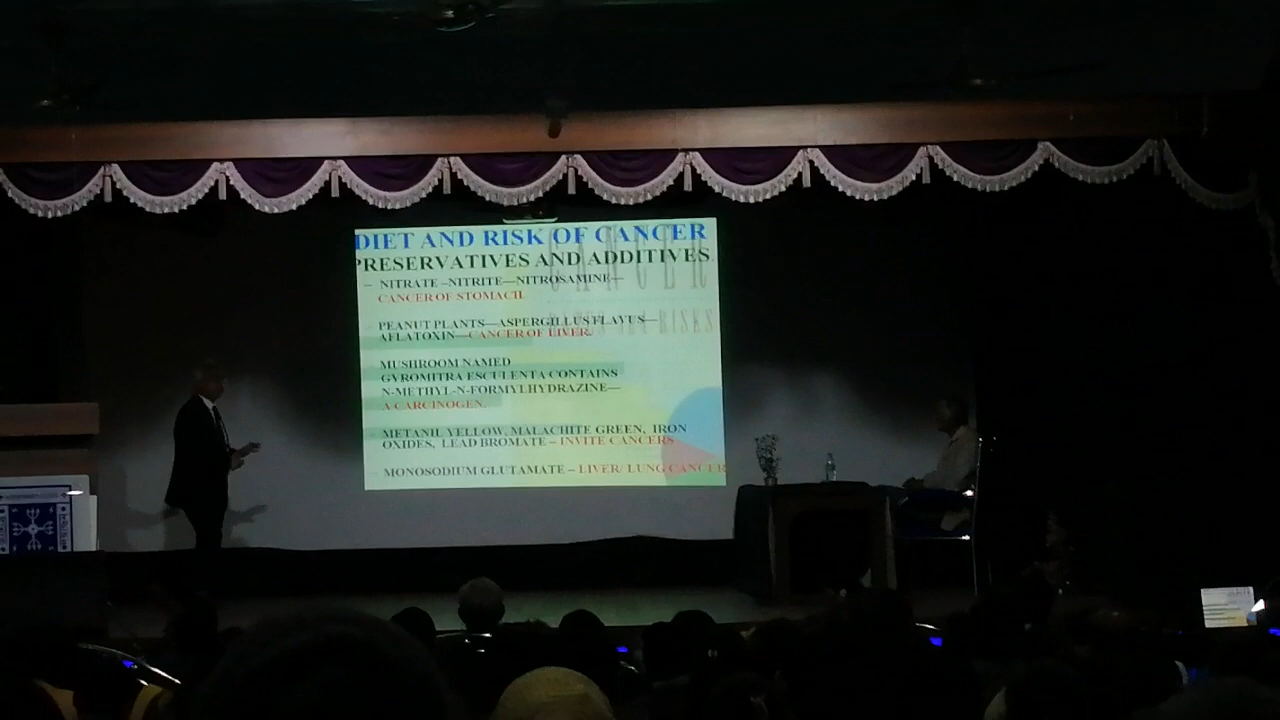 DIET AND RISK OF CANCER
PRESERVATIVES AND ADDITIVES
– NITRATE –NITRITE—NITROSAMINE—
CANCER OF STOMACH.
PEANUT PLANTS—ASPERGILLUS FLAVUS—
AFLATOXIN—CANCER OF LIVER.
MUSHROOM NAMED
GYROMITRA ESCULENTA CONTAINS
N-METHYL-N-FORMYLHYDRAZINE—
A CARCINOGEN.
METANIL YELLOW, MALACHITE GREEN, IRON
OXIDES, LEAD BROMATE – INVITE CANCERS
MONOSODIUM GLUTAMATE – LIVER/ LUNG CANCER
CANCER
RISKS